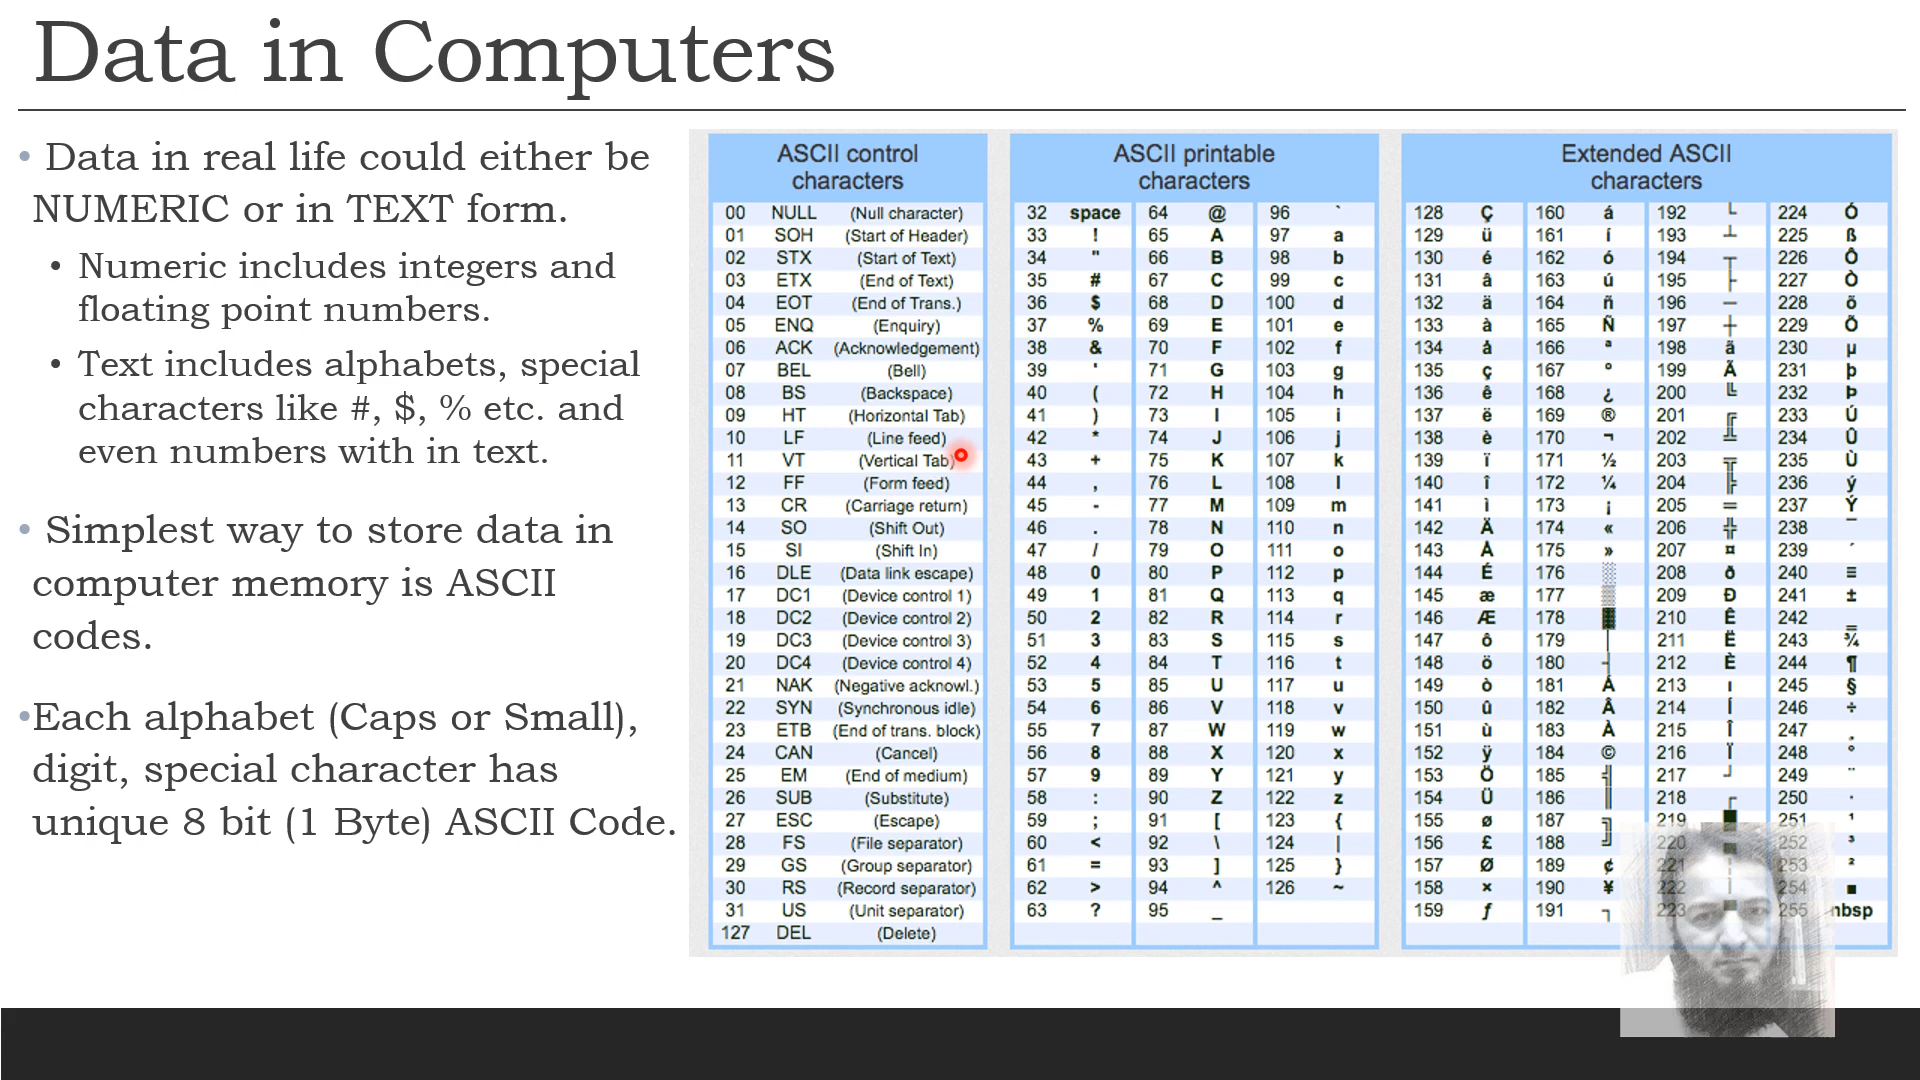 Data in Computers
• Data in real life could either be
NUMERIC or in TEXT form.
• Numeric includes integers and
floating point numbers.
• Text includes alphabets, special
characters like #, $, % etc. and
even numbers with in text.
• Simplest way to store data in
computer memory is ASCII
codes.
•Each alphabet (Caps or Small),
digit, special character has
unique 8 bit (1 Byte) ASCII Code.
ASCII control
characters
00 NULL (Null character)
01 SOH (Start of Header)
02 STX (Start of Text)
03 ETX (End of Text)
04 EOT (End of Trans.)
05 ENQ (Enquiry)
06 ACK (Acknowledgement)
07 BEL (Bell)
08 BS (Backspace)
09 HT (Horizontal Tab)
10 LF (Line feed)
11 VT (Vertical Tab)
12 FF (Form feed)
13 CR (Carriage return)
14 SO (Shift Out)
15 SI (Shift In)
16 DLE (Data link escape)
17 DC1 (Device control 1)
18 DC2 (Device control 2)
19 DC3 (Device control 3)
20 DC4 (Device control 4)
21 NAK (Negative acknowl.)
22 SYN (Synchronous idle)
23 ETB (End of trans. block)
24 CAN (Cancel)
25 EM (End of medium)
26 SUB (Substitute)
27 ESC (Escape)
28 FS (File separator)
29 GS (Group separator)
30 RS (Record separator)
31 US (Unit separator)
127 DEL (Delete)
ASCII printable
characters
32 space 64 @ 96 `
33 ! 65 A 97 a
34 " 66 B 98 b
35 # 67 C 99 c
36 $ 68 D 100 d
37 % 69 E 101 e
38 & 70 F 102 f
39 ' 71 G 103 g
40 ( 72 H 104 h
41 ) 73 I 105 i
42 * 74 J 106 j
43 + 75 K 107 k
44 , 76 L 108 l
45 - 77 M 109 m
46 . 78 N 110 n
47 / 79 O 111 o
48 0 80 P 112 p
49 1 81 Q 113 q
50 2 82 R 114 r
51 3 83 S 115 s
52 4 84 T 116 t
53 5 85 U 117 u
54 6 86 V 118 v
55 7 87 W 119 w
56 8 88 X 120 x
57 9 89 Y 121 y
58 : 90 Z 122 z
59 ; 91 [ 123 {
60 < 92 \ 124 |
61 = 93 ] 125 }
62 > 94 ^ 126 ~
63 ? 95 _
Extended ASCII
characters
128 Ç 160 á 192 └ 224 Ó
129 ü 161 í 193 ┴ 225 ß
130 é 162 ó 194 ┬ 226 Ô
131 â 163 ú 195 ├ 227 Ò
132 ä 164 ñ 196 ─ 228 õ
133 à 165 Ñ 197 ┼ 229 Õ
134 å 166 ª 198 ã 230 µ
135 ç 167 º 199 Ã 231 þ
136 ê 168 ¿ 200 ╚ 232 Þ
137 ë 169 ® 201 ╔ 233 Ú
138 è 170 ¬ 202 ╩ 234 Û
139 ï 171 ½ 203 ╦ 235 Ù
140 î 172 ¼ 204 ╠ 236 ý
141 ì 173 ¡ 205 ═ 237 Ý
142 Ä 174 « 206 ╬ 238 ¯
143 Å 175 » 207 ¤ 239 ´
144 É 176 ░ 208 ð 240 ≡
145 æ 177 ▒ 209 Ð 241 ±
146 Æ 178 ▓ 210 Ê 242 ‗
147 ô 179 │ 211 Ë 243 ¾
148 ö 180 ┤ 212 È 244 ¶
149 ò 181 Á 213 ı 245 §
150 û 182 Â 214 Í 246 ÷
151 ù 183 À 215 Î 247 ¸
152 ÿ 184 © 216 Ï 248 °
153 Ö 185 ╣ 217 ┘ 249 ¨
154 Ü 186 ║ 218 ┌ 250 ·
155 ø 187 ╗ 219 █ 251 ¹
156 £ 188 ╝ 220 ▄ 252 ³
157 Ø 189 ¢ 221 ¦ 253 ²
158 × 190 ¥ 222 254 ■
159 ƒ 191 ┐ 223 ▀ 255 nbsp